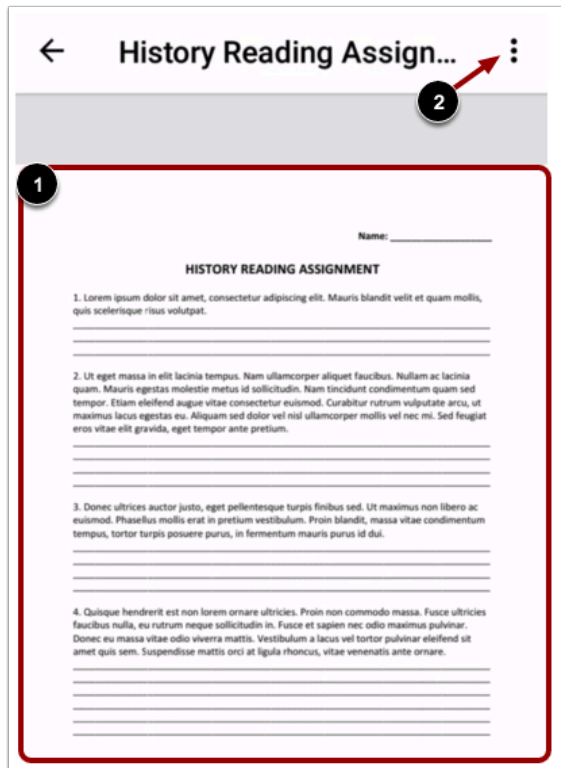 History Reading Assign...
2
1
Name: ___________________
HISTORY READING ASSIGNMENT
1. Lorem ipsum dolor sit amet, consectetur adipiscing elit. Mauris blandit velit et quam mollis,
quis scelerisque risus volutpat.
2. Ut eget massa in elit lacinia tempus. Nam ullamcorper aliquet faucibus. Nullam ac lacinia
quam. Mauris egestas molestie metus id sollicitudin. Nam tincidunt condimentum quam sed
tempor. Etiam eleifend augue vitae consectetur euismod. Curabitur rutrum vulputate arcu, ut
maximus lacus egestas eu. Aliquam sed dolor vel nisl ullamcorper mollis vel nec mi. Sed feugiat
eros vitae elit gravida, eget tempor ante pretium.
3. Donec ultrices auctor justo, eget pellentesque turpis finibus sed. Ut maximus non libero ac
euismod. Phasellus mollis erat in pretium vestibulum. Proin blandit, massa vitae condimentum
tempus, tortor turpis posuere purus, in fermentum mauris purus id dui.
4. Quisque hendrerit est non lorem ornare ultricies. Proin non commodo massa. Fusce ultricies
faucibus nulla, eu rutrum neque sollicitudin in. Fusce et sapien nec odio maximus pulvinar.
Donec eu massa vitae odio viverra mattis. Vestibulum a lacus vel tortor pulvinar eleifend sit
amet quis sem. Suspendisse mattis orci at ligula rhoncus, vitae venenatis ante ornare.